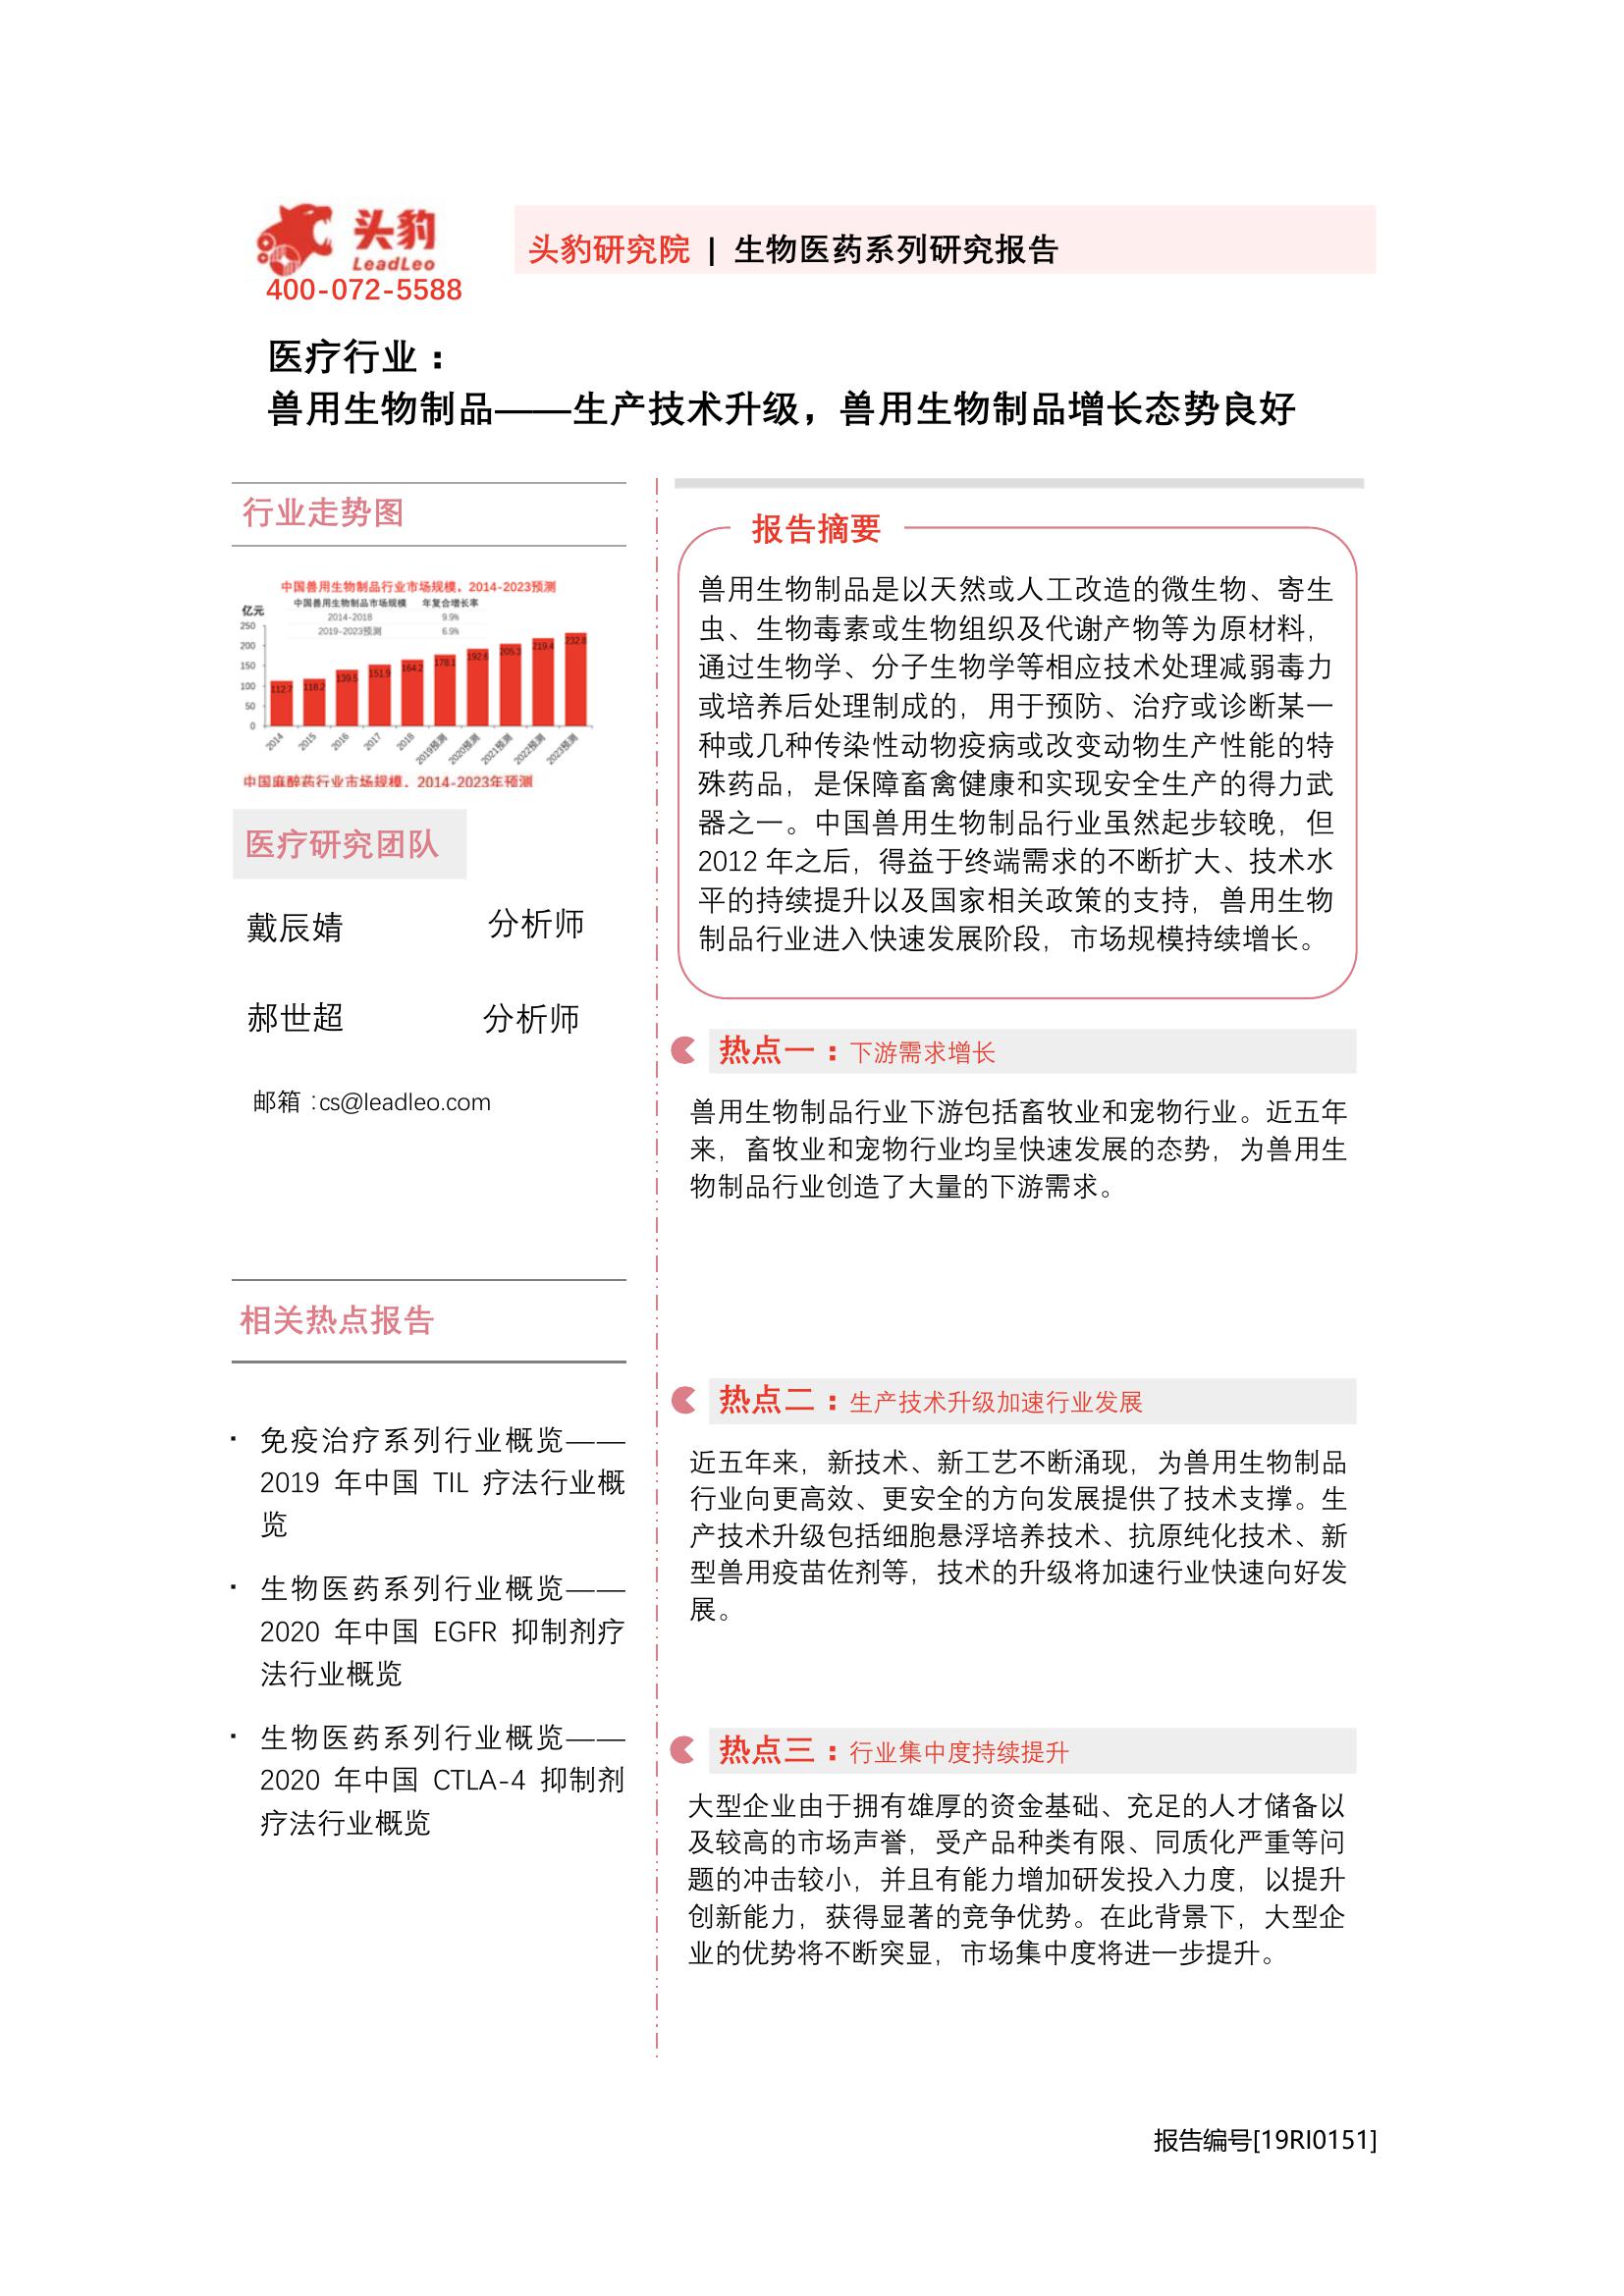 头豹
LeadLeo
400-072-5588
头豹研究院 | 生物医药系列研究报告
医疗行业：
兽用生物制品——生产技术升级，兽用生物制品增长态势良好
行业走势图
中国兽用生物制品行业市场规模，2014-2023预测
中国兽用生物制品市场规模 年复合增长率
2014-2018 9.9%
2019-2023预测 6.9%
亿元
250
200
150
100
50
0
112.7 118.2 139.5 151.9 164.2 178.1 192.6 205.3 219.4 232.8
2014 2015 2016 2017 2018 2019预测 2020预测 2021预测 2022预测 2023预测
中国麻醉药行业市场规模，2014-2023年预测
医疗研究团队
戴辰婧 分析师
郝世超 分析师
邮箱：cs@leadleo.com
相关热点报告
▪ 免疫治疗系列行业概览——
2019 年中国 TIL 疗法行业概
览
▪ 生物医药系列行业概览——
2020 年中国 EGFR 抑制剂疗
法行业概览
▪ 生物医药系列行业概览——
2020 年中国 CTLA-4 抑制剂
疗法行业概览
报告摘要
兽用生物制品是以天然或人工改造的微生物、寄生
虫、生物毒素或生物组织及代谢产物等为原材料，
通过生物学、分子生物学等相应技术处理减弱毒力
或培养后处理制成的，用于预防、治疗或诊断某一
种或几种传染性动物疫病或改变动物生产性能的特
殊药品，是保障畜禽健康和实现安全生产的得力武
器之一。中国兽用生物制品行业虽然起步较晚，但
2012 年之后，得益于终端需求的不断扩大、技术水
平的持续提升以及国家相关政策的支持，兽用生物
制品行业进入快速发展阶段，市场规模持续增长。
热点一：下游需求增长
兽用生物制品行业下游包括畜牧业和宠物行业。近五年
来，畜牧业和宠物行业均呈快速发展的态势，为兽用生
物制品行业创造了大量的下游需求。
热点二：生产技术升级加速行业发展
近五年来，新技术、新工艺不断涌现，为兽用生物制品
行业向更高效、更安全的方向发展提供了技术支撑。生
产技术升级包括细胞悬浮培养技术、抗原纯化技术、新
型兽用疫苗佐剂等，技术的升级将加速行业快速向好发
展。
热点三：行业集中度持续提升
大型企业由于拥有雄厚的资金基础、充足的人才储备以
及较高的市场声誉，受产品种类有限、同质化严重等问
题的冲击较小，并且有能力增加研发投入力度，以提升
创新能力，获得显著的竞争优势。在此背景下，大型企
业的优势将不断突显，市场集中度将进一步提升。
报告编号[19RI0151]